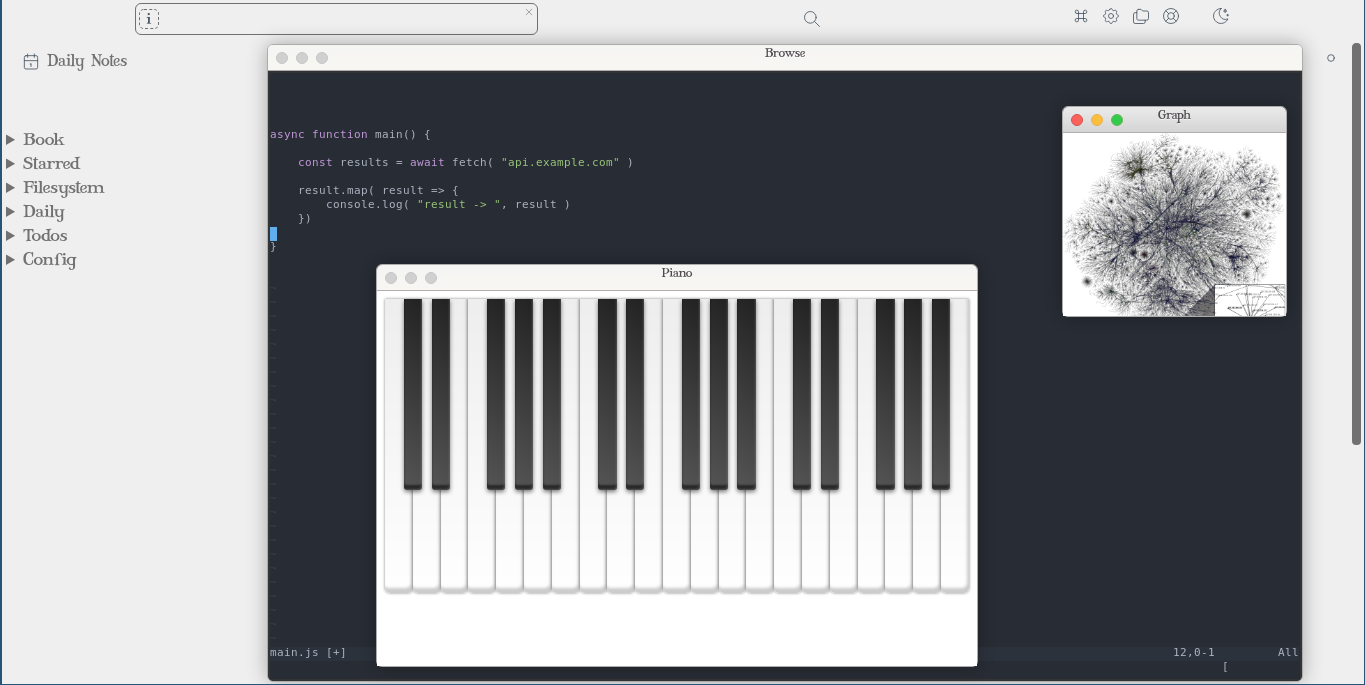 i
Daily Notes
Book
Starred
Filesystem
Daily
Todos
Config
Browse
async function main() {
const results = await fetch( "api.example.com" )
result.map( result => {
console.log( "result -> ", result )
})
}
main.js [+]
12,0-1
All
[
Graph
Piano